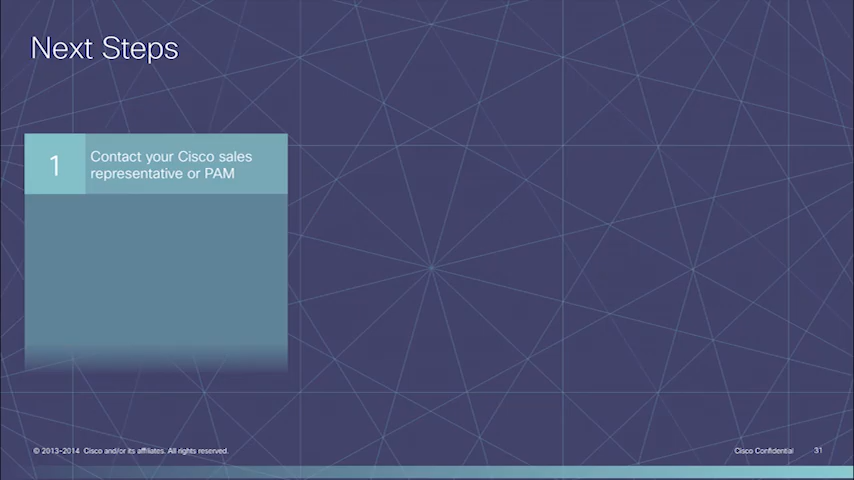 Next Steps
1
Contact your Cisco sales
representative or PAM
© 2013-2014 Cisco and/or its affiliates. All rights reserved.
Cisco Confidential
31